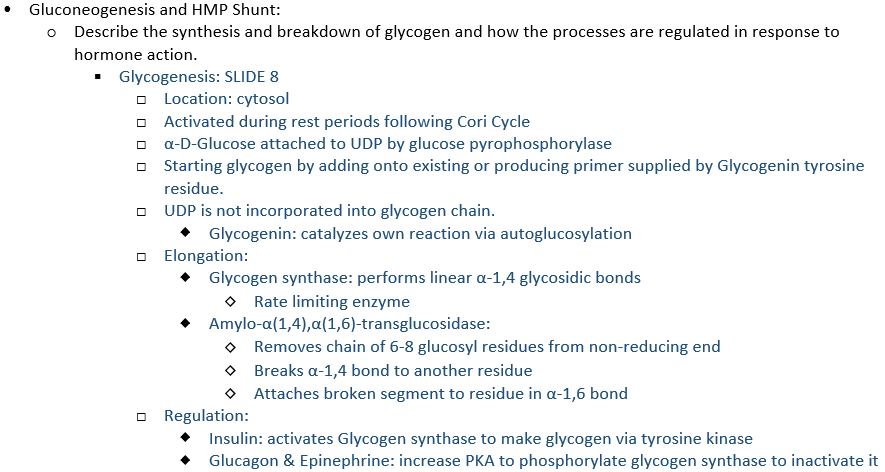 Gluconeogenesis and HMP Shunt:
Describe the synthesis and breakdown of glycogen and how the processes are regulated in response to
hormone action.
Glycogenesis: SLIDE 8
Location: cytosol
Activated during rest periods following Cori Cycle
α-D-Glucose attached to UDP by glucose pyrophosphorylase
Starting glycogen by adding onto existing or producing primer supplied by Glycogenin tyrosine
residue.
UDP is not incorporated into glycogen chain.
Glycogenin: catalyzes own reaction via autoglucosylation
Elongation:
Glycogen synthase: performs linear α-1,4 glycosidic bonds
Rate limiting enzyme
Amylo-α(1,4),α(1,6)-transglucosidase:
Removes chain of 6-8 glucosyl residues from non-reducing end
Breaks α-1,4 bond to another residue
Attaches broken segment to residue in α-1,6 bond
Regulation:
Insulin: activates Glycogen synthase to make glycogen via tyrosine kinase
Glucagon & Epinephrine: increase PKA to phosphorylate glycogen synthase to inactivate it